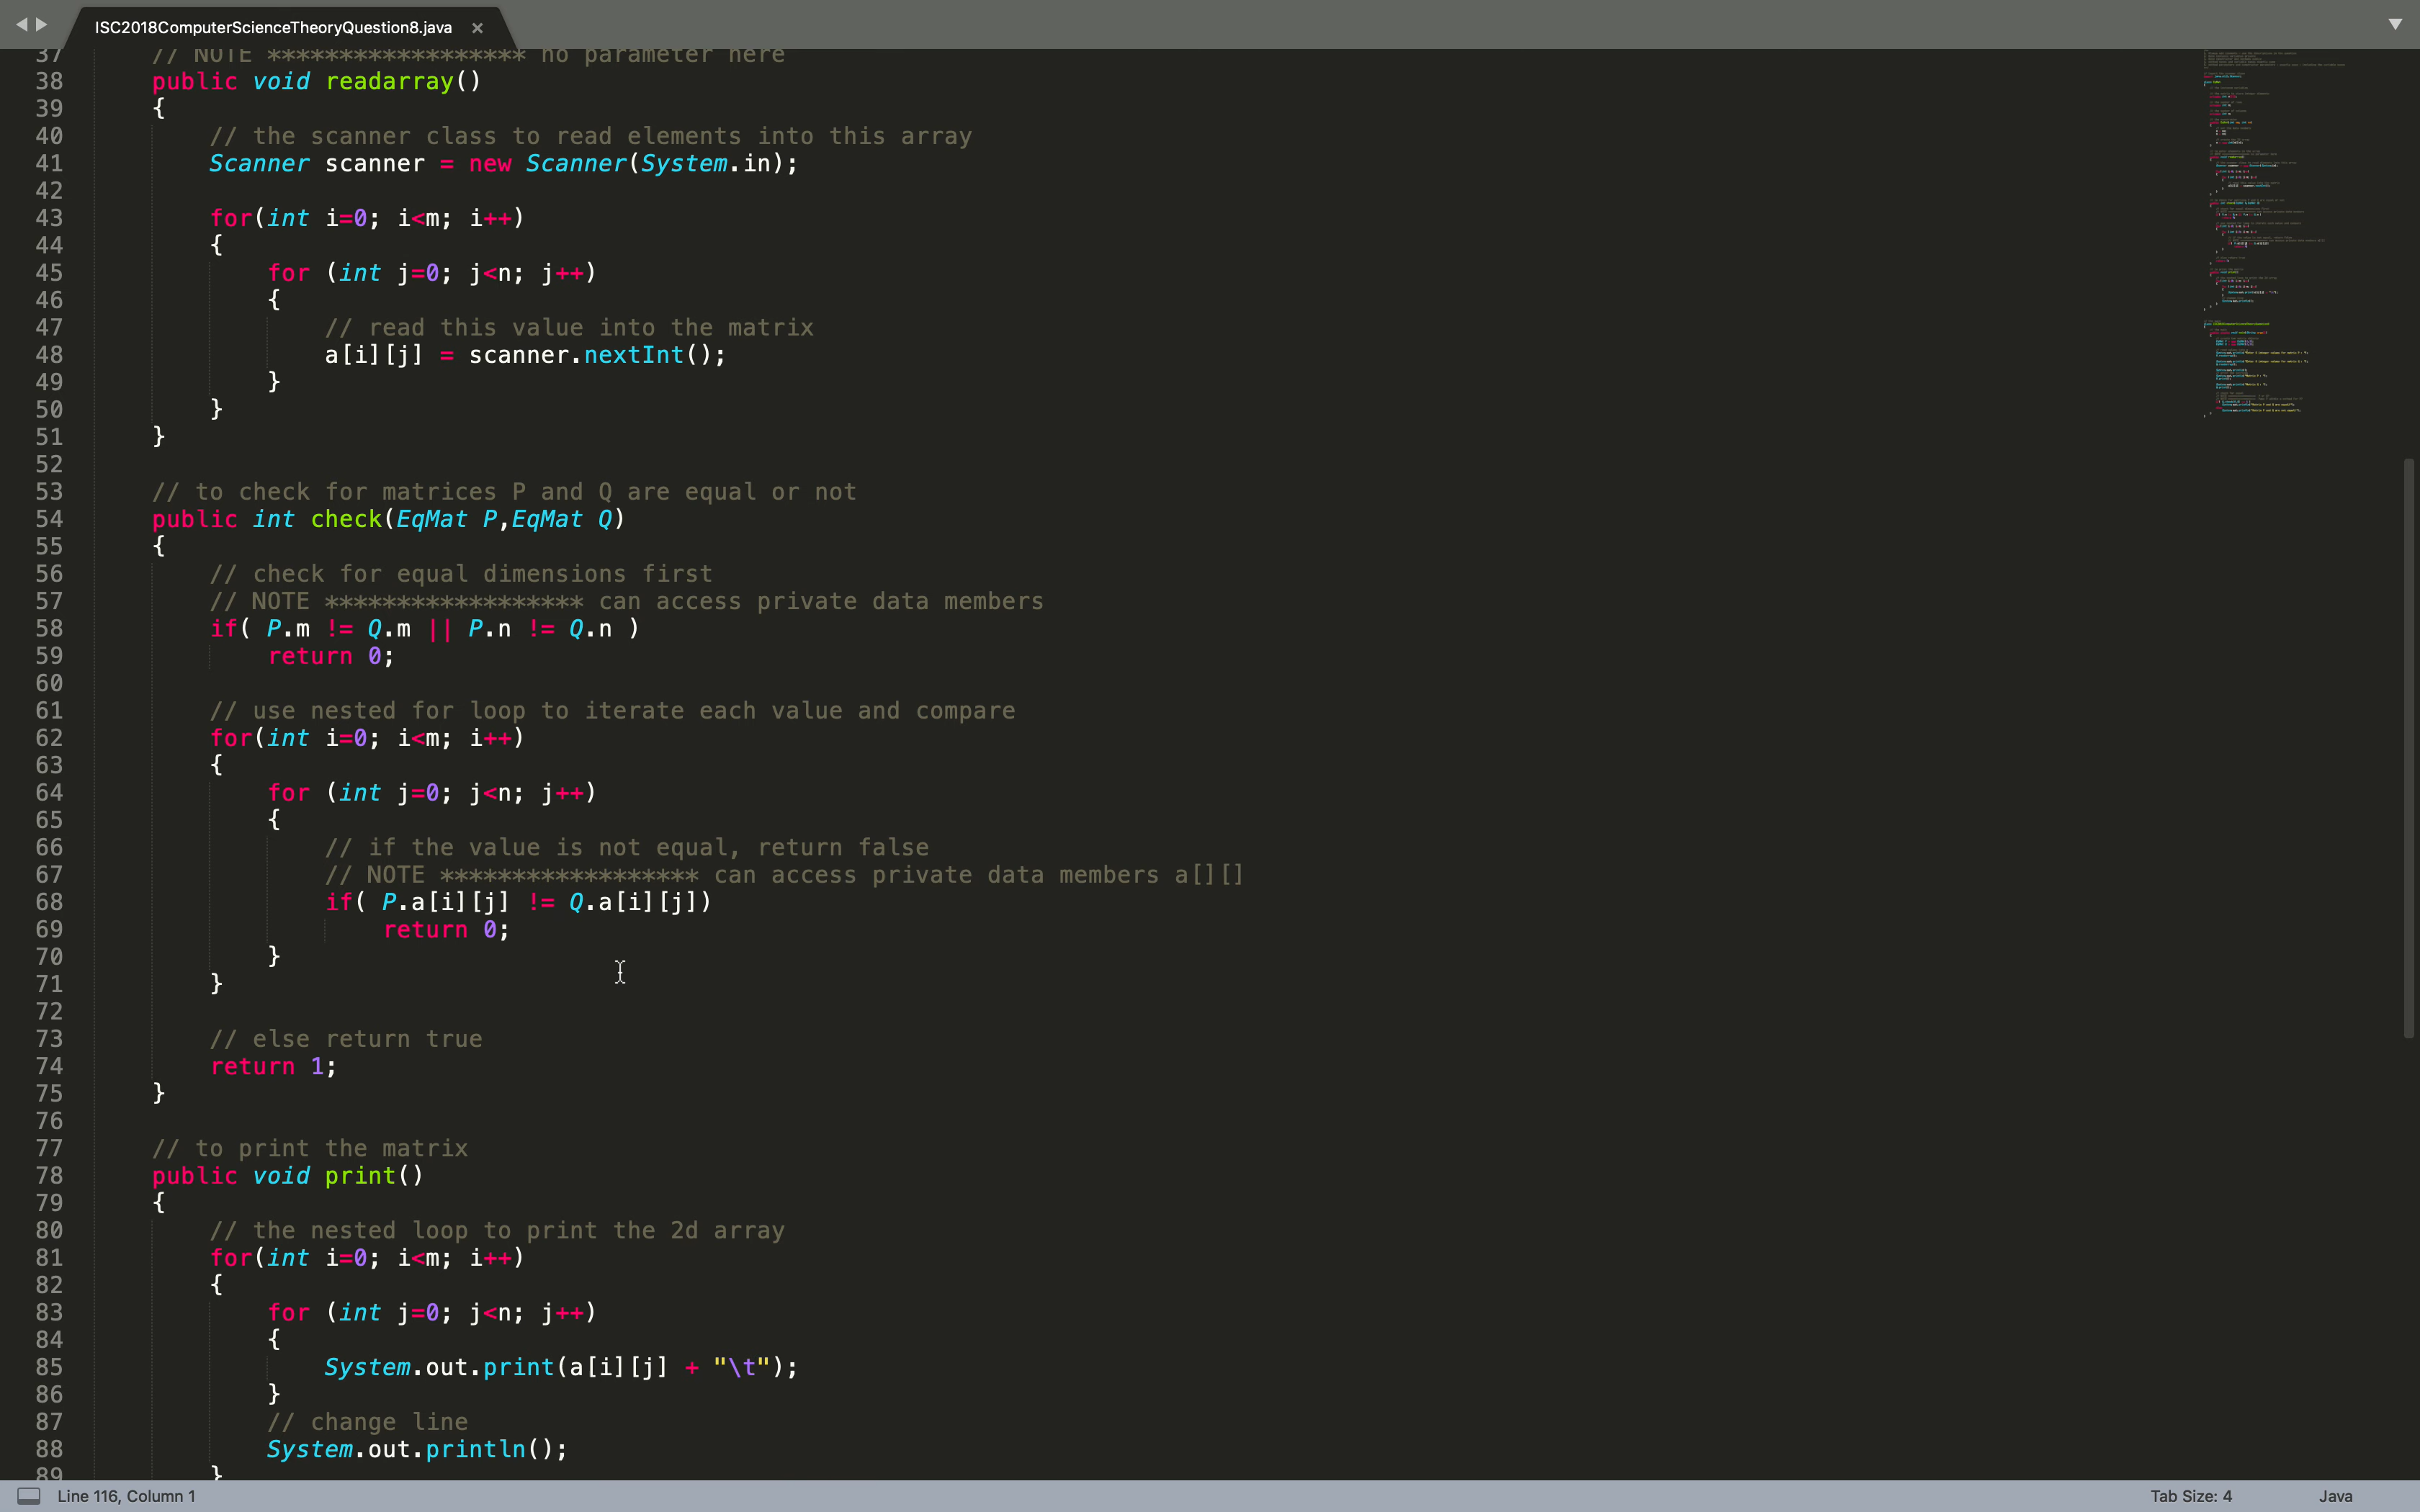 ISC2018ComputerScienceTheoryQuestion8.java ×
37 // NOTE ****************** no parameter here
38 public void readarray()
39 {
40 // the scanner class to read elements into this array
41 Scanner scanner = new Scanner(System.in);
42
43 for(int i=0; i<m; i++)
44 {
45 for (int j=0; j<n; j++)
46 {
47 // read this value into the matrix
48 a[i][j] = scanner.nextInt();
49 }
50 }
51 }
52
53 // to check for matrices P and Q are equal or not
54 public int check(EqMat P,EqMat Q)
55 {
56 // check for equal dimensions first
57 // NOTE ****************** can access private data members
58 if( P.m != Q.m || P.n != Q.n )
59 return 0;
60
61 // use nested for loop to iterate each value and compare
62 for(int i=0; i<m; i++)
63 {
64 for (int j=0; j<n; j++)
65 {
66 // if the value is not equal, return false
67 // NOTE ****************** can access private data members a[][]
68 if( P.a[i][j] != Q.a[i][j])
69 return 0;
70 }
71 }
72
73 // else return true
74 return 1;
75 }
76
77 // to print the matrix
78 public void print()
79 {
80 // the nested loop to print the 2d array
81 for(int i=0; i<m; i++)
82 {
83 for (int j=0; j<n; j++)
84 {
85 System.out.print(a[i][j] + "\t");
86 }
87 // change line
88 System.out.println();
89 }
Line 116, Column 1
Tab Size: 4
Java